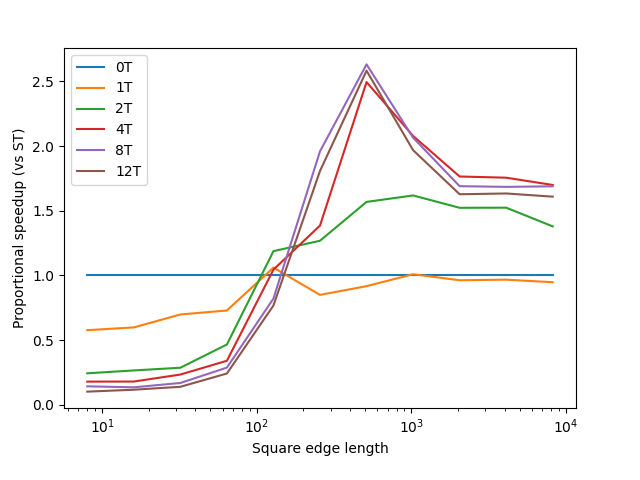 Proportional speedup (vs ST)
2.5
2.0
1.5
1.0
0.5
0.0
0T
1T
2T
4T
8T
12T
10¹ 10² 10³ 10⁴
Square edge length